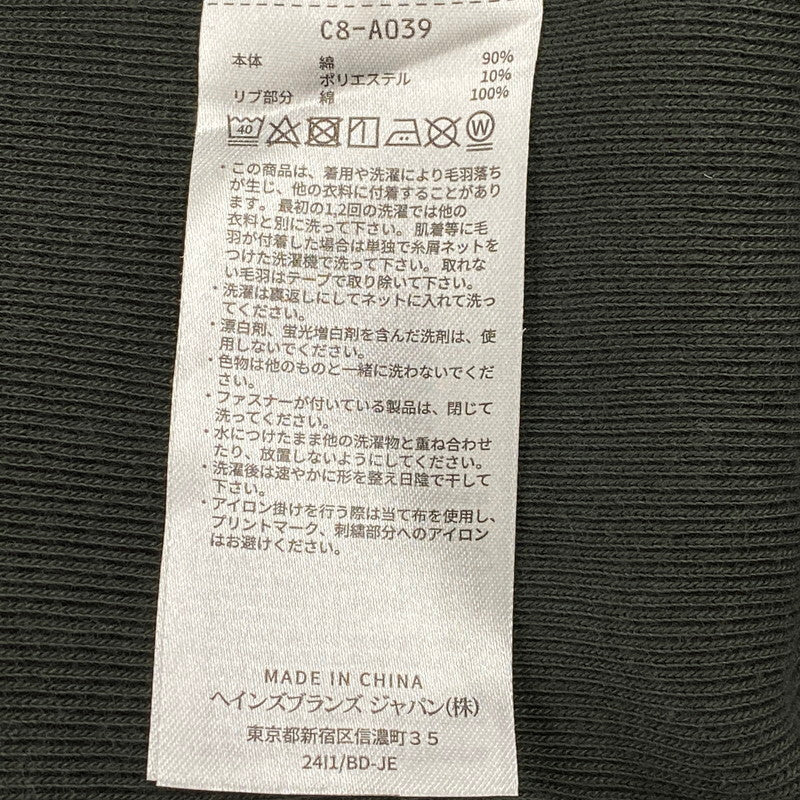 C8-A039
本体 綿 90%
ポリエステル 10%
リブ部分 綿 100%
40 W
・この商品は、着用や洗濯により毛羽落ち
が生じ、他の衣料に付着することがあり
ます。最初の1,2回の洗濯では他の
衣料と別に洗って下さい。肌着等に毛
羽が付着した場合は単独で糸屑ネットを
つけた洗濯機で洗って下さい。取れな
い毛羽はテープで取り除いて下さい。
・洗濯は裏返しにしてネットに入れて洗っ
てください。
・漂白剤、蛍光増白剤を含んだ洗剤は、使
用しないでください。
・色物は他のものと一緒に洗わないでくだ
さい。
・ファスナーが付いている製品は、閉じて
洗ってください。
・水につけたまま他の洗濯物と重ね合わせ
たり、放置しないようにしてください。
・洗濯後は速やかに形を整え日陰で干して
下さい。
・アイロン掛けを行う際は当て布を使用し、
プリントマーク、刺繍部分へのアイロン
はお避けください。
MADE IN CHINA
ヘインズブランズ ジャパン(株)
東京都新宿区信濃町35
24I1/BD-JE